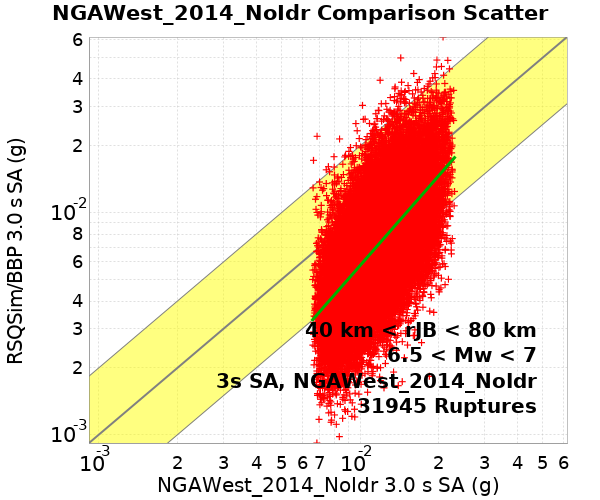 NGAWest_2014_NoIdr Comparison Scatter
RSQSim/BBP 3.0 s SA (g)
6
4
3
2
10-2
8
6
4
3
2
10-3
40 km < rJB < 80 km
6.5 < Mw < 7
3s SA, NGAWest_2014_NoIdr
31945 Ruptures
10-3 2 3 4 5 6 7 10-2 2 3 4 5 6
NGAWest_2014_NoIdr 3.0 s SA (g)